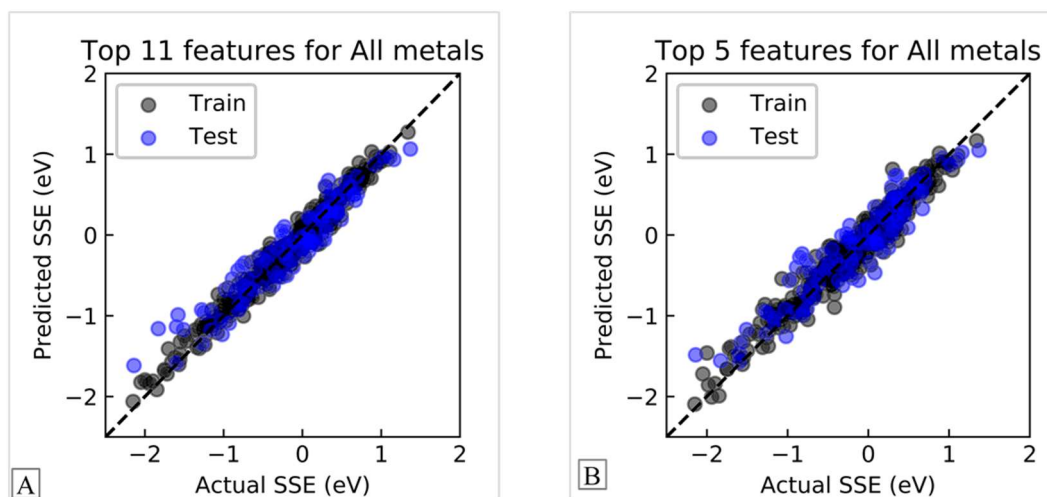 Top 11 features for All metals
2
Train
Test
1
0
−1
−2
Predicted SSE (eV)
−2 −1 0 1 2
Actual SSE (eV)
A
Top 5 features for All metals
2
Train
Test
1
0
−1
−2
Predicted SSE (eV)
−2 −1 0 1 2
Actual SSE (eV)
B